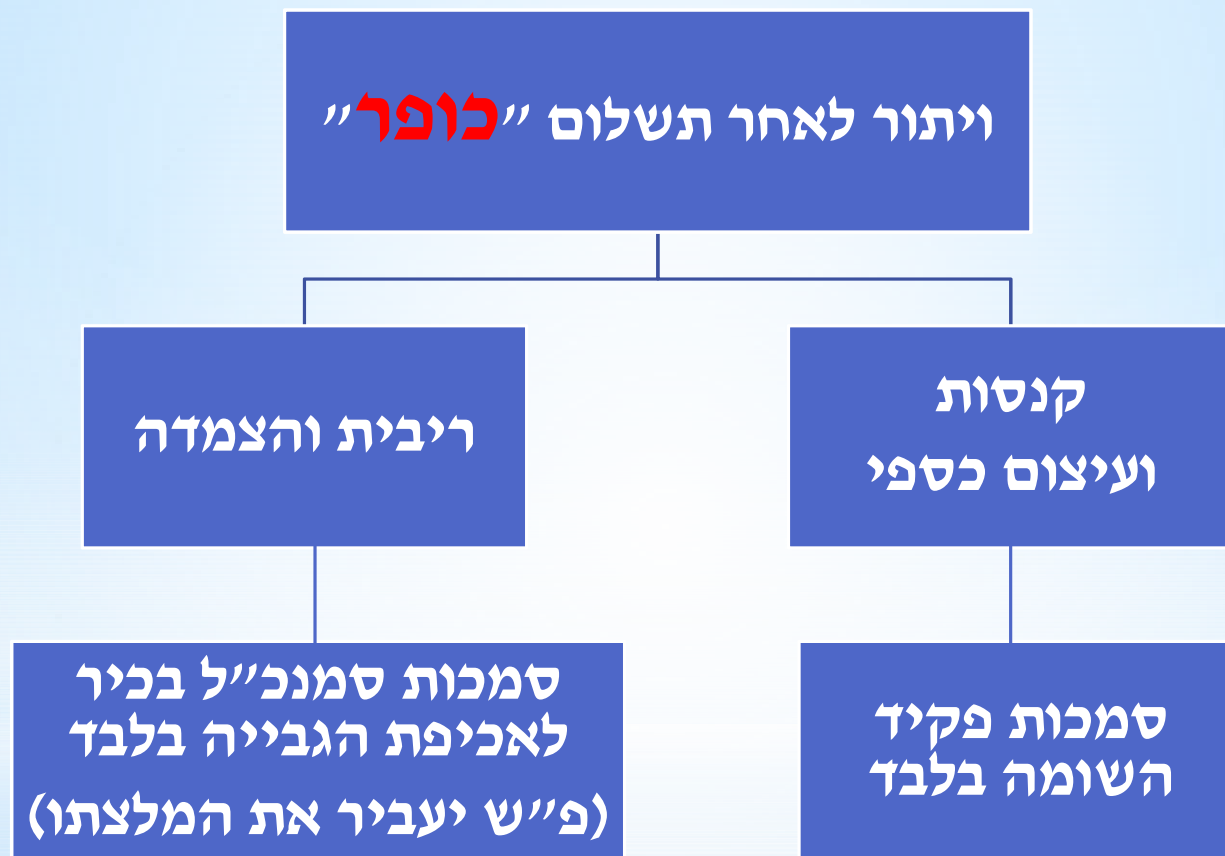 ויתור לאחר תשלום "כופר"
קנסות
ועיצום כספי
ריבית והצמדה
סמכות פקיד
השומה בלבד
סמכות סמנכ"ל בכיר
לאכיפת הגבייה בלבד
(פ"ש יעביר את המלצתו)